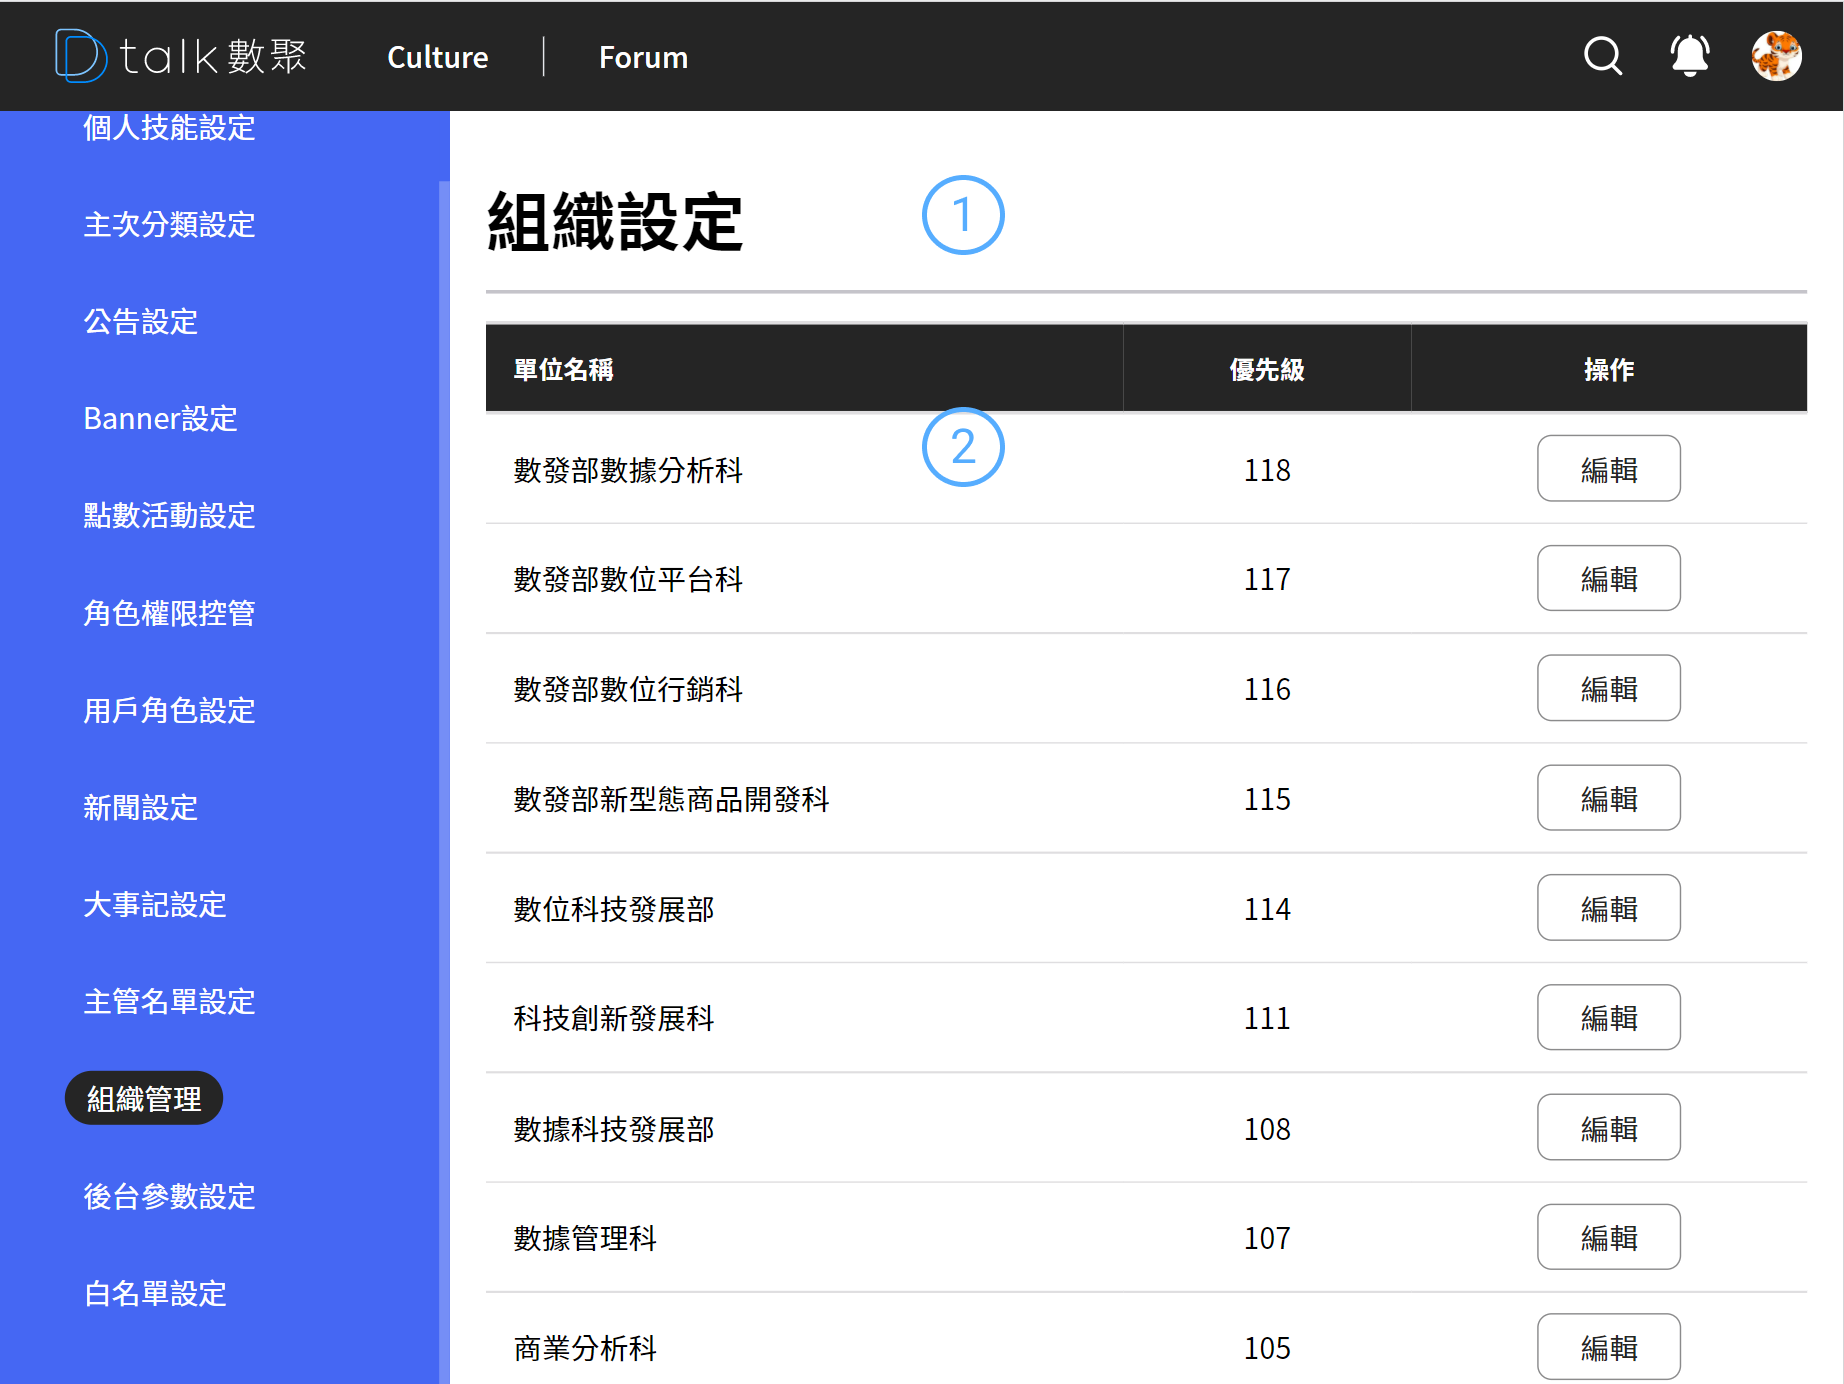 D talk 數聚 Culture Forum
個人技能設定
主次分類設定
公告設定
Banner設定
點數活動設定
角色權限控管
用戶角色設定
新聞設定
大事記設定
主管名單設定
組織管理
後台參數設定
白名單設定
組織設定 1
單位名稱 優先級 操作
2
數發部數據分析科 118 編輯
數發部數位平台科 117 編輯
數發部數位行銷科 116 編輯
數發部新型態商品開發科 115 編輯
數位科技發展部 114 編輯
科技創新發展科 111 編輯
數據科技發展部 108 編輯
數據管理科 107 編輯
商業分析科 105 編輯